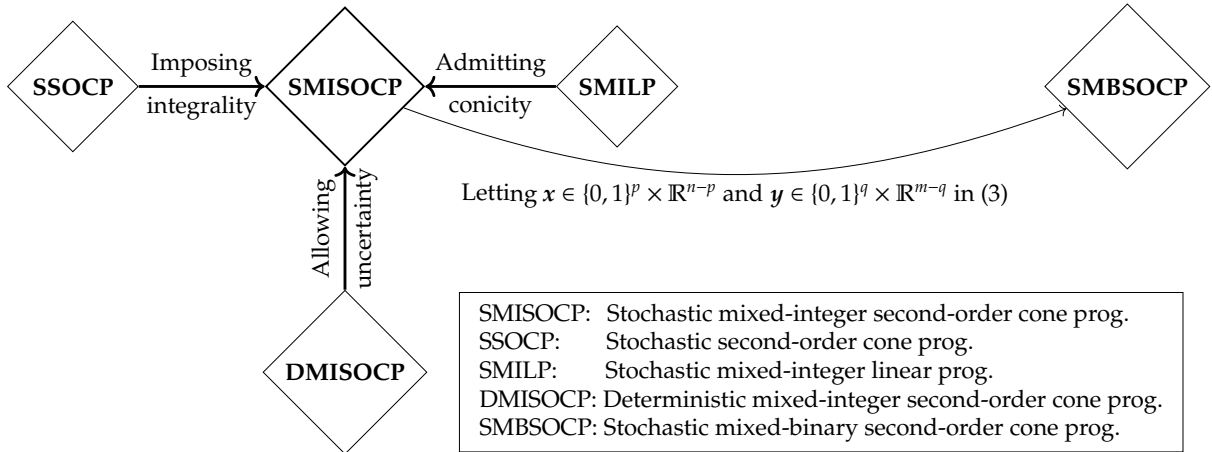 Imposing
Admitting
SSOCP
SMISOCP
SMILP
SMBSOCP
integrality
conicity
Letting x ∈ {0, 1}^p × ℝ^{n−p} and y ∈ {0, 1}^q × ℝ^{m−q} in (3)
Allowing
uncertainty
DMISOCP
SMISOCP: Stochastic mixed-integer second-order cone prog.
SSOCP: Stochastic second-order cone prog.
SMILP: Stochastic mixed-integer linear prog.
DMISOCP: Deterministic mixed-integer second-order cone prog.
SMBSOCP: Stochastic mixed-binary second-order cone prog.